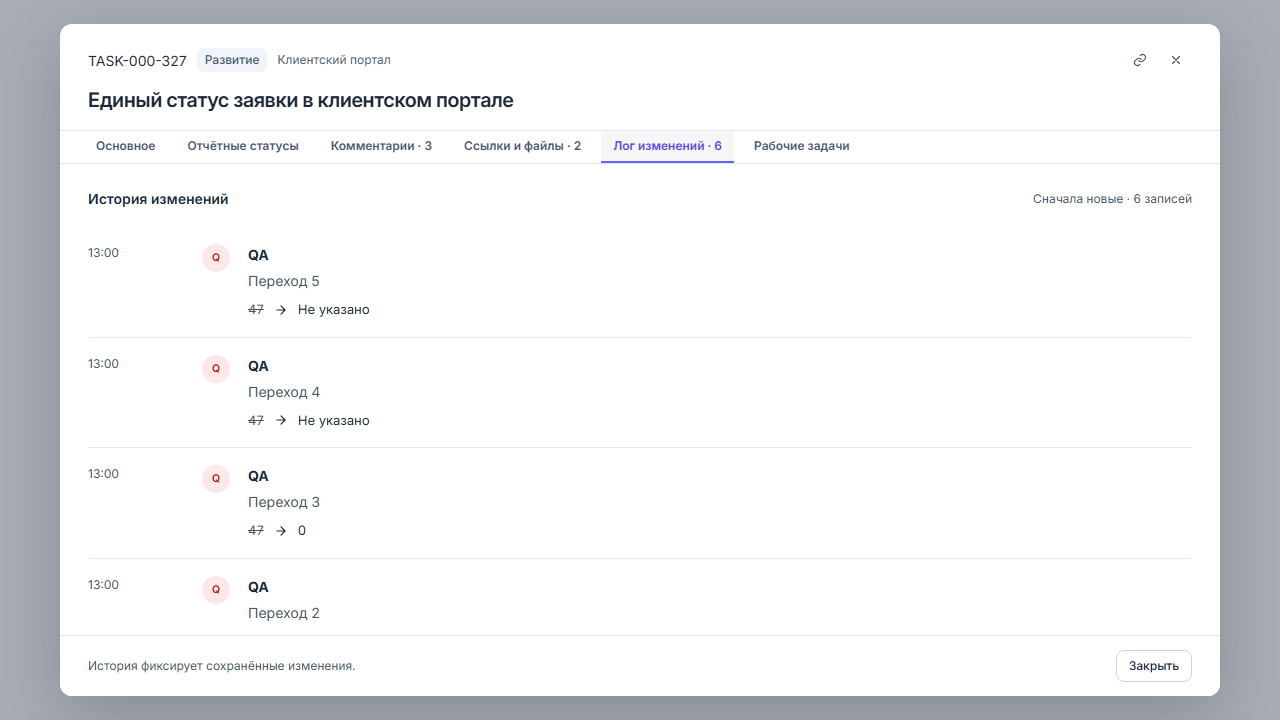 TASK-000-327 Развитие Клиентский портал
Единый статус заявки в клиентском портале
Основное Отчётные статусы Комментарии · 3 Ссылки и файлы · 2 Лог изменений · 6 Рабочие задачи
История изменений Сначала новые · 6 записей
13:00 Q QA
Переход 5
47 → Не указано
13:00 Q QA
Переход 4
47 → Не указано
13:00 Q QA
Переход 3
47 → 0
13:00 Q QA
Переход 2
История фиксирует сохранённые изменения. Закрыть